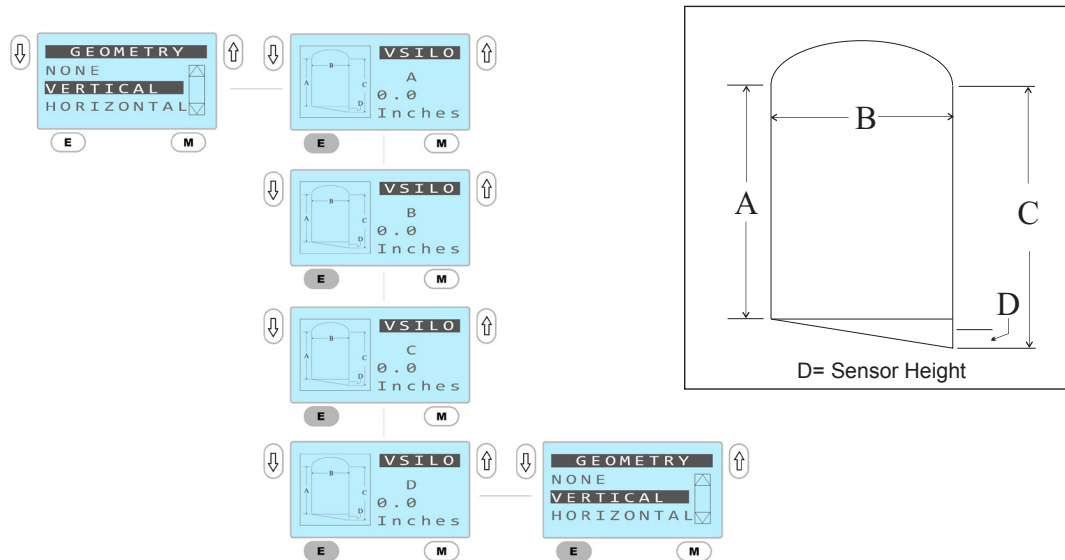 GEOMETRY
NONE
VERTICAL
HORIZONTAL
E M
VSILO
A
0.0
Inches
A B C D
E M
VSILO
B
0.0
Inches
A B C D
E M
VSILO
C
0.0
Inches
A B C D
E M
VSILO
D
0.0
Inches
A B C D
E M
GEOMETRY
NONE
VERTICAL
HORIZONTAL
E M
B
A
C
D
D= Sensor Height